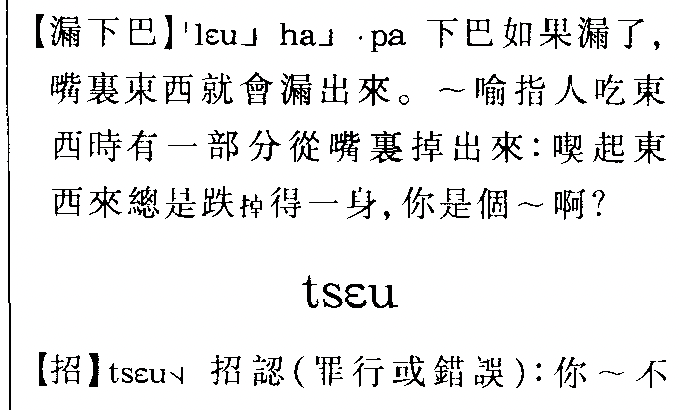 【漏下巴】ˈlɛu˩ ha˩ ·pa 下巴如果漏了,
嘴裏東西就會漏出來。～喻指人吃東
西時有一部分從嘴裏掉出來:喫起東
西來總是跌掉得一身,你是個～啊?
tsɛu
【招】tsɛu˧˩ 招認(罪行或錯誤):你～不